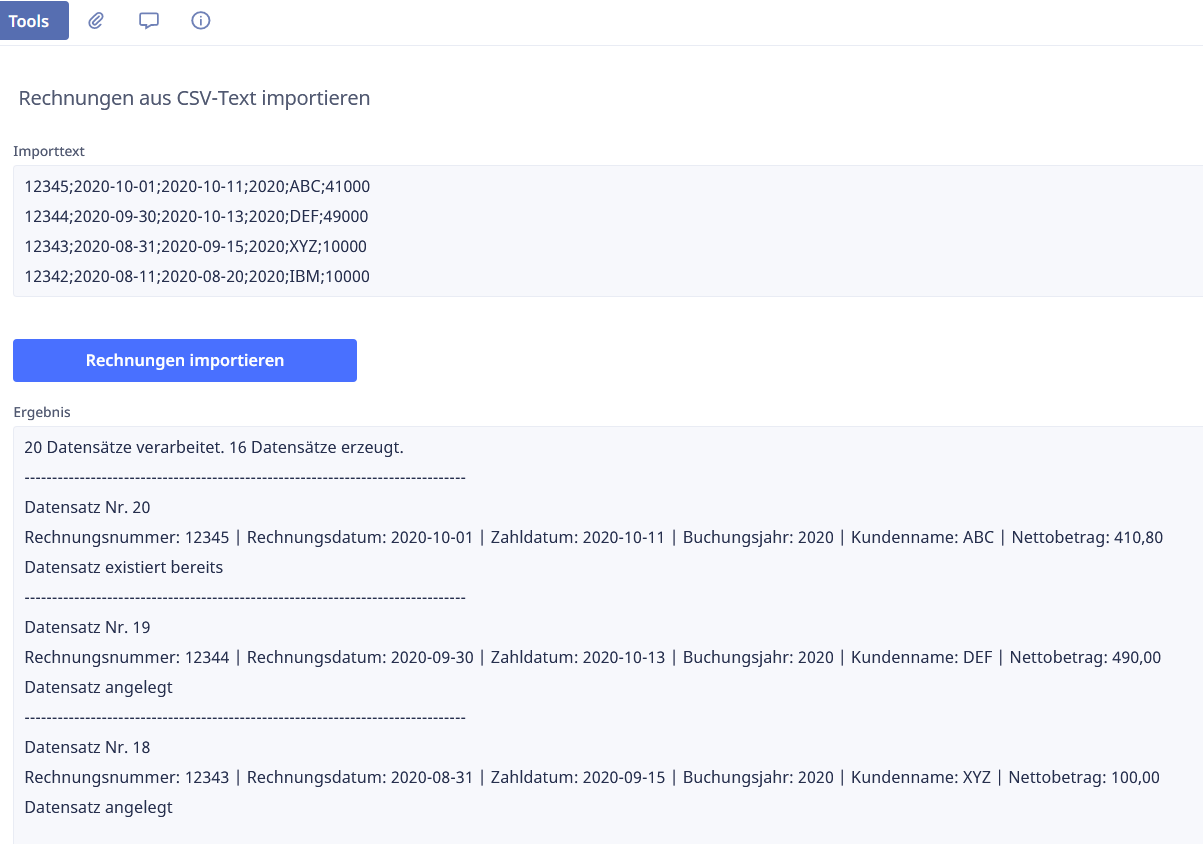 Tools
Rechnungen aus CSV-Text importieren
Importtext
12345;2020-10-01;2020-10-11;2020;ABC;41000
12344;2020-09-30;2020-10-13;2020;DEF;49000
12343;2020-08-31;2020-09-15;2020;XYZ;10000
12342;2020-08-11;2020-08-20;2020;IBM;10000
Rechnungen importieren
Ergebnis
20 Datensätze verarbeitet. 16 Datensätze erzeugt.
--------------------------------------------------------------------------------
Datensatz Nr. 20
Rechnungsnummer: 12345 | Rechnungsdatum: 2020-10-01 | Zahldatum: 2020-10-11 | Buchungsjahr: 2020 | Kundenname: ABC | Nettobetrag: 410,80
Datensatz existiert bereits
--------------------------------------------------------------------------------
Datensatz Nr. 19
Rechnungsnummer: 12344 | Rechnungsdatum: 2020-09-30 | Zahldatum: 2020-10-13 | Buchungsjahr: 2020 | Kundenname: DEF | Nettobetrag: 490,00
Datensatz angelegt
--------------------------------------------------------------------------------
Datensatz Nr. 18
Rechnungsnummer: 12343 | Rechnungsdatum: 2020-08-31 | Zahldatum: 2020-09-15 | Buchungsjahr: 2020 | Kundenname: XYZ | Nettobetrag: 100,00
Datensatz angelegt